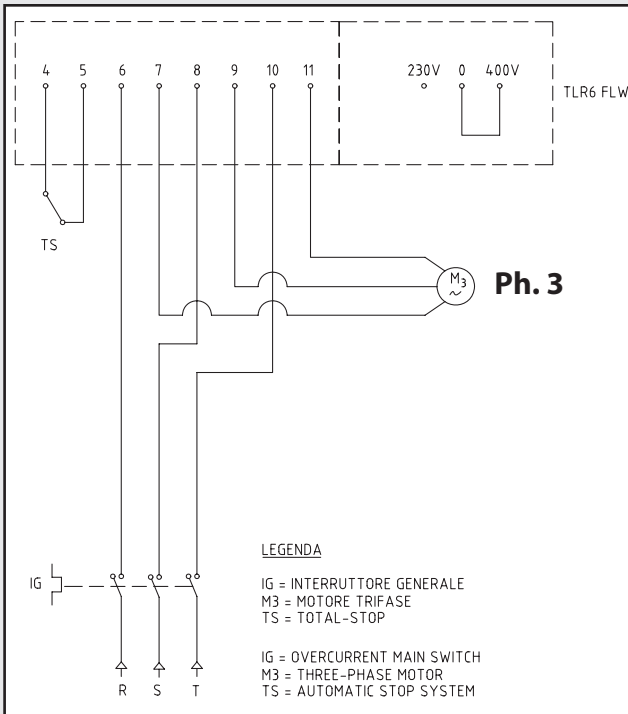 4 5 6 7 8 9 10 11 230V 0 400V
TLR6 FLW
TS
M3
~
Ph. 3
IG
R S T
LEGENDA
IG = INTERRUTTORE GENERALE
M3 = MOTORE TRIFASE
TS = TOTAL-STOP
IG = OVERCURRENT MAIN SWITCH
M3 = THREE-PHASE MOTOR
TS = AUTOMATIC STOP SYSTEM